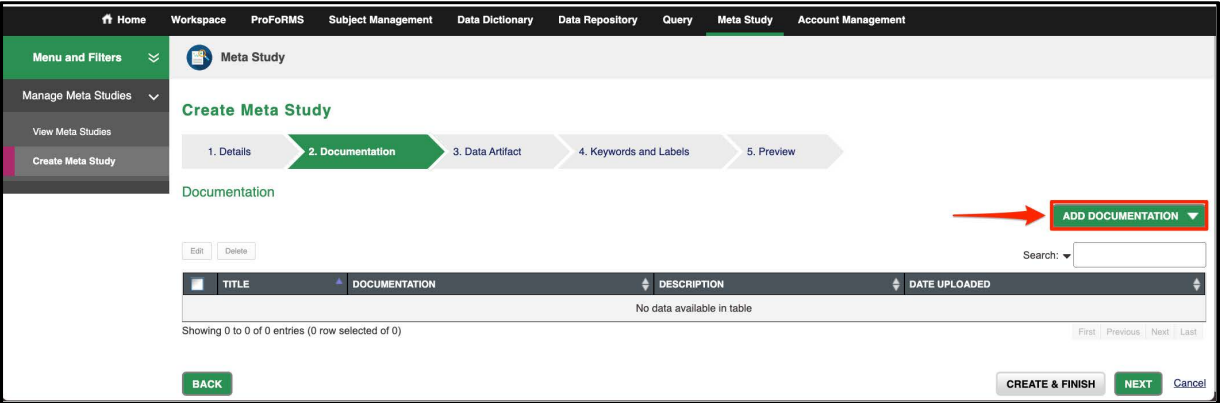 Home Workspace ProFoRMS Subject Management Data Dictionary Data Repository Query Meta Study Account Management
Menu and Filters
Meta Study
Manage Meta Studies
View Meta Studies
Create Meta Study
Create Meta Study
1. Details 2. Documentation 3. Data Artifact 4. Keywords and Labels 5. Preview
Documentation
ADD DOCUMENTATION
Edit Delete
Search:
TITLE DOCUMENTATION DESCRIPTION DATE UPLOADED
No data available in table
Showing 0 to 0 of 0 entries (0 row selected of 0)
First Previous Next Last
BACK
CREATE & FINISH NEXT Cancel